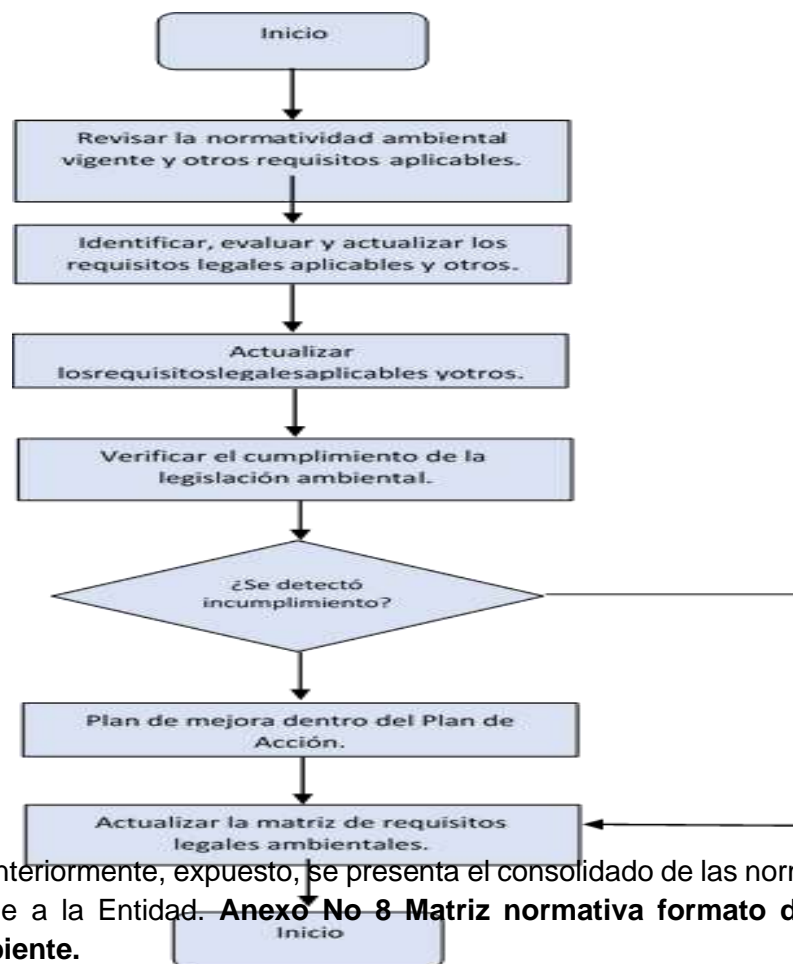 Inicio
Revisar la normatividad ambiental
vigente y otros requisitos aplicables.
Identificar, evaluar y actualizar los
requisitos legales aplicables y otros.
Actualizar
losrequisitoslegalesaplicables yotros.
Verificar el cumplimiento de la
legislación ambiental.
¿Se detectó
incumplimiento?
Plan de mejora dentro del Plan de
Acción.
Actualizar la matriz de requisitos
legales ambientales.
expuesto, se presenta el consolidado de las
a la Entidad. Anexo No 8 Matriz normativa formato
Inicio